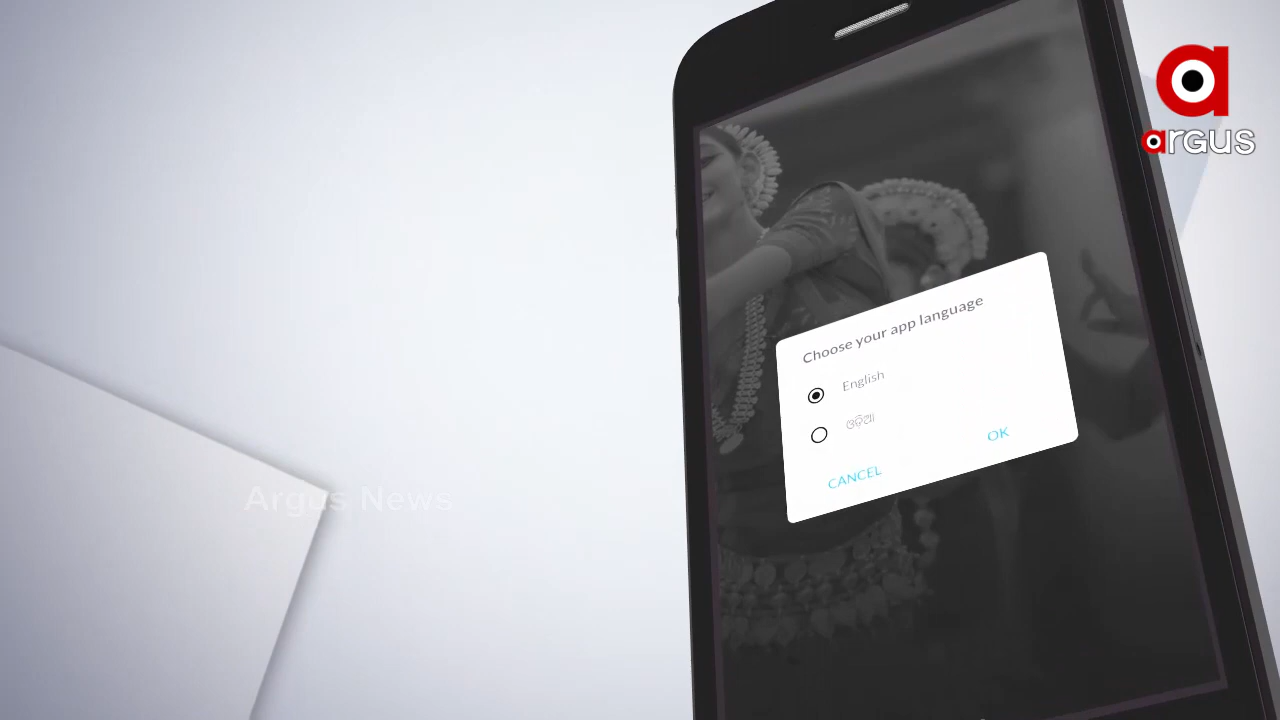 argus
Choose your app language
English
ଓଡ଼ିଆ
OK
CANCEL
Argus News